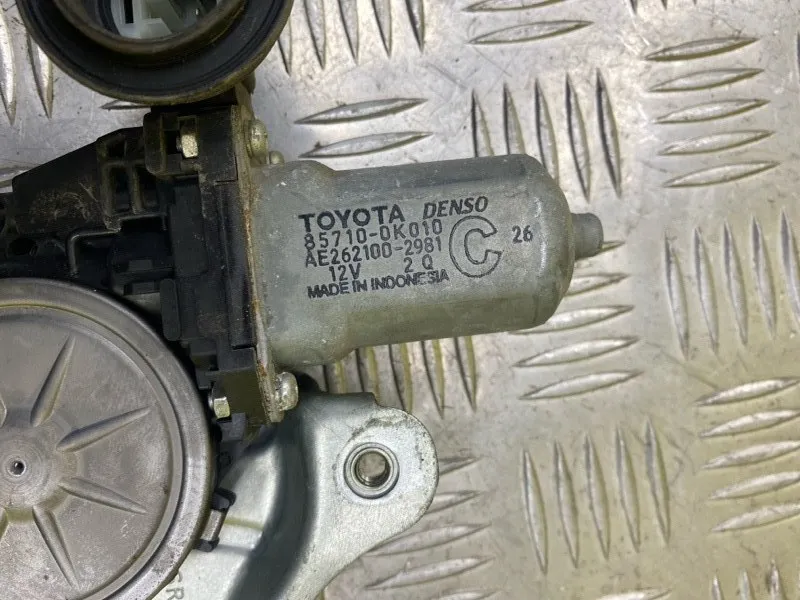 TOYOTA DENSO
85710-0K010
AE262100-2981
C 26
12V 2 Q
MADE IN INDONESIA